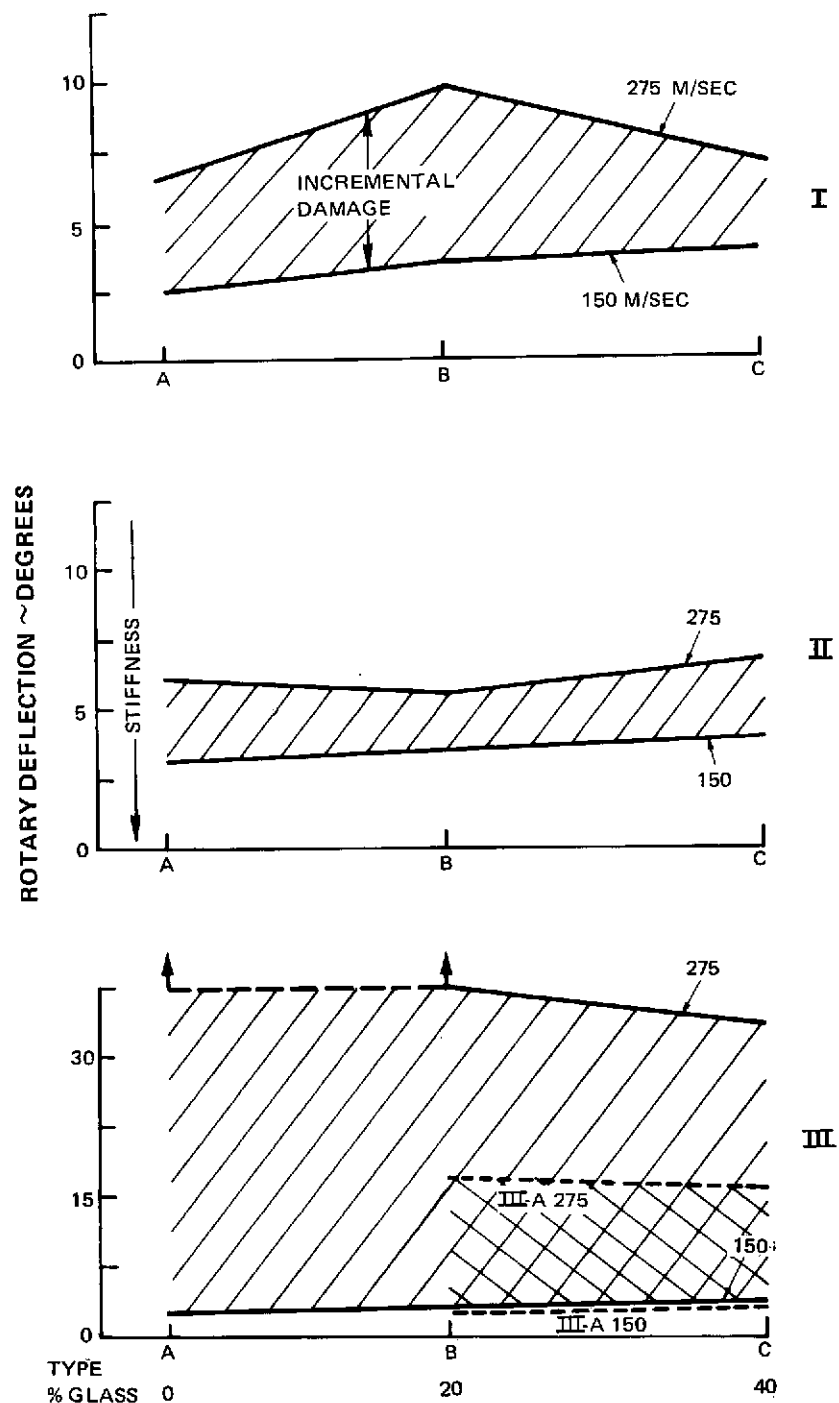 10
5
0
275 M/SEC
INCREMENTAL
DAMAGE
150 M/SEC
I
A
B
C
ROTARY DEFLECTION ~ DEGREES
STIFFNESS
10
5
0
275
150
II
A
B
C
30
15
0
275
III-A 275
150
III-A 150
III
A
B
C
TYPE
% GLASS 0 20 40